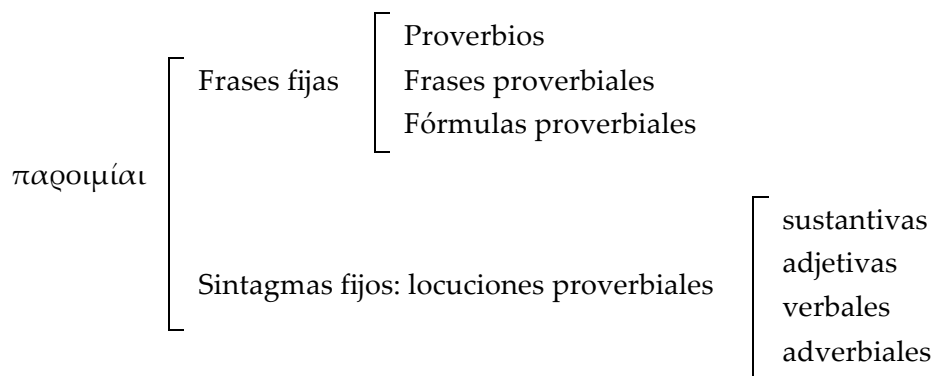 παροιμίαι
Frases fijas
Proverbios
Frases proverbiales
Fórmulas proverbiales
Sintagmas fijos: locuciones proverbiales
sustantivas
adjetivas
verbales
adverbiales